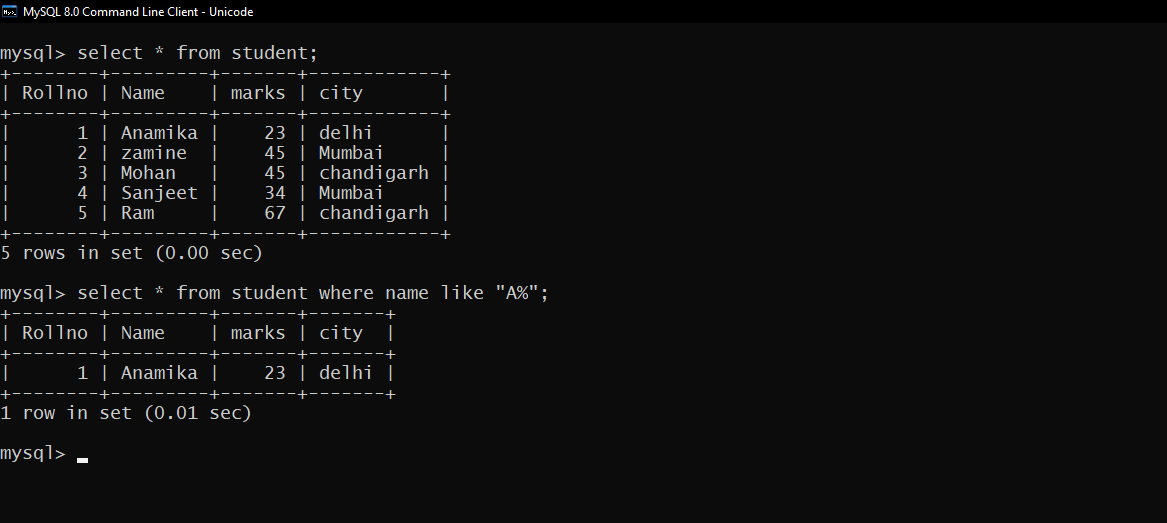 MySQL 8.0 Command Line Client - Unicode
mysql> select * from student;
+--------+---------+-------+------------+
| Rollno | Name    | marks | city       |
+--------+---------+-------+------------+
|      1 | Anamika |    23 | delhi      |
|      2 | zamine  |    45 | Mumbai     |
|      3 | Mohan   |    45 | chandigarh |
|      4 | Sanjeet |    34 | Mumbai     |
|      5 | Ram     |    67 | chandigarh |
+--------+---------+-------+------------+
5 rows in set (0.00 sec)
mysql> select * from student where name like "A%";
+--------+---------+-------+-------+
| Rollno | Name    | marks | city  |
+--------+---------+-------+-------+
|      1 | Anamika |    23 | delhi |
+--------+---------+-------+-------+
1 row in set (0.01 sec)
mysql>